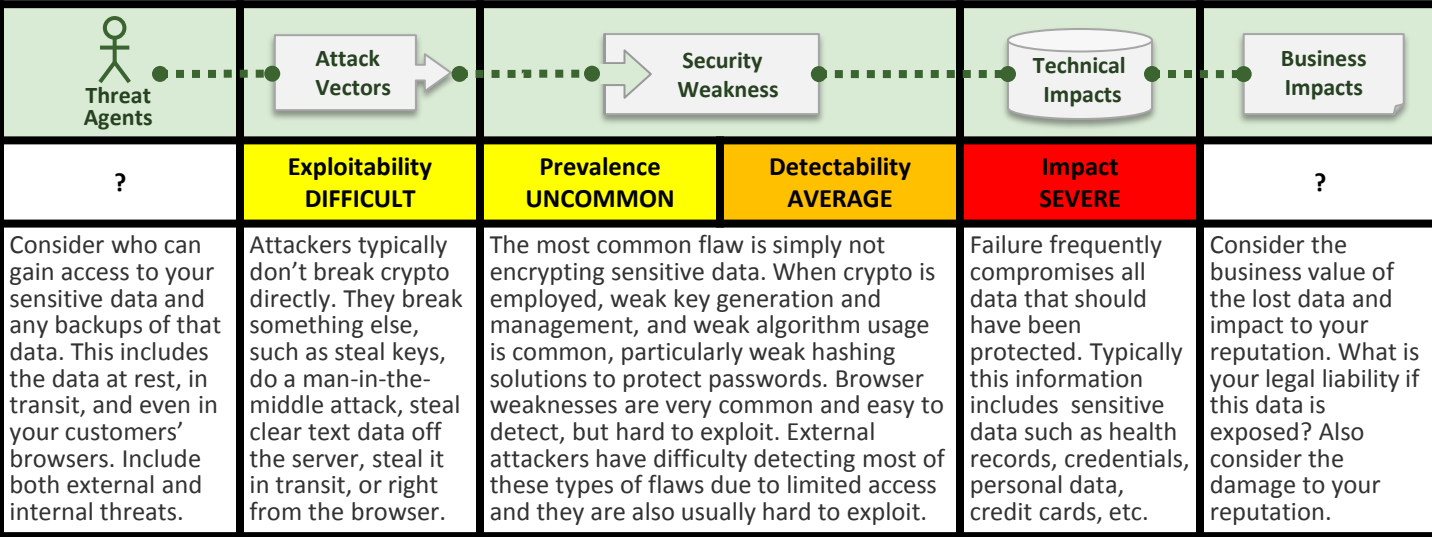 Threat
Agents
Attack
Vectors
Security
Weakness
Technical
Impacts
Business
Impacts
?
Exploitability
DIFFICULT
Prevalence
UNCOMMON
Detectability
AVERAGE
Impact
SEVERE
?
Consider who can
gain access to your
sensitive data and
any backups of that
data. This includes
the data at rest, in
transit, and even in
your customers’
browsers. Include
both external and
internal threats.
Attackers typically
don’t break crypto
directly. They break
something else,
such as steal keys,
do a man-in-the-
middle attack, steal
clear text data off
the server, steal it
in transit, or right
from the browser.
The most common flaw is simply not
encrypting sensitive data. When crypto is
employed, weak key generation and
management, and weak algorithm usage
is common, particularly weak hashing
solutions to protect passwords. Browser
weaknesses are very common and easy to
detect, but hard to exploit. External
attackers have difficulty detecting most of
these types of flaws due to limited access
and they are also usually hard to exploit.
Failure frequently
compromises all
data that should
have been
protected. Typically
this information
includes  sensitive
data such as health
records, credentials,
personal data,
credit cards, etc.
Consider the
business value of
the lost data and
impact to your
reputation. What is
your legal liability if
this data is
exposed? Also
consider the
damage to your
reputation.